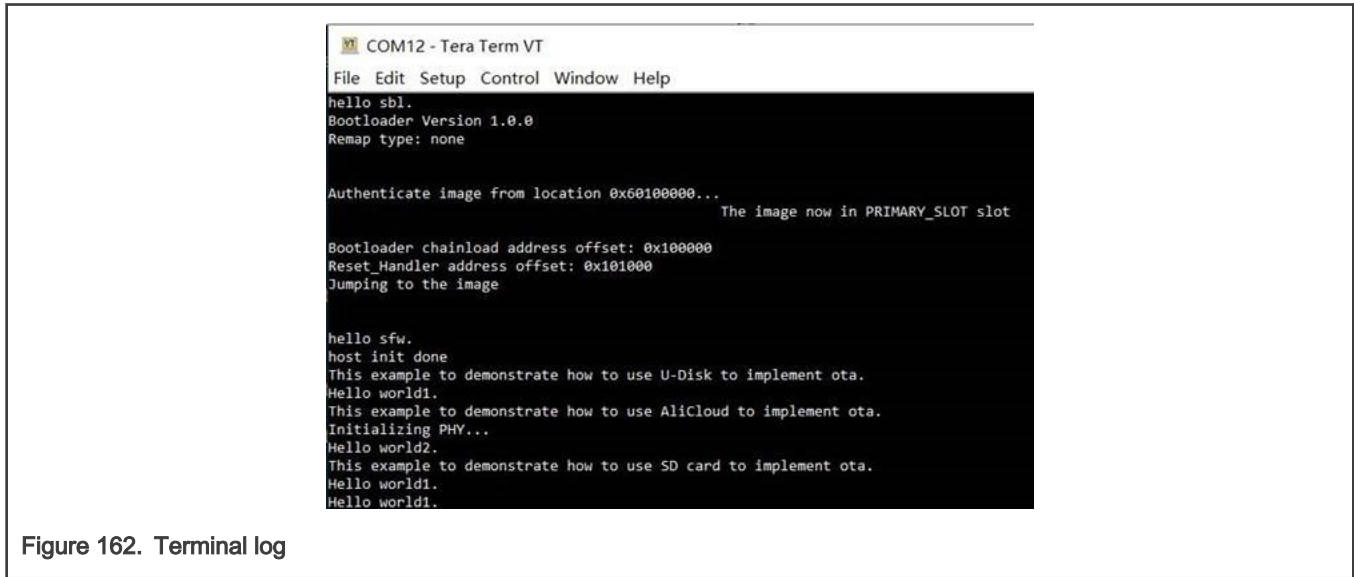 COM12 - Tera Term VT
File Edit Setup Control Window Help
hello sbl.
Bootloader Version 1.0.0
Remap type: none
Authenticate image from location 0x60100000...
The image now in PRIMARY_SLOT slot
Bootloader chainload address offset: 0x100000
Reset_Handler address offset: 0x101000
Jumping to the image
hello sfw.
host init done
This example to demonstrate how to use U-Disk to implement ota.
Hello world1.
This example to demonstrate how to use AliCloud to implement ota.
Initializing PHY...
Hello world2.
This example to demonstrate how to use SD card to implement ota.
Hello world1.
Hello world1.
Figure 162. Terminal log